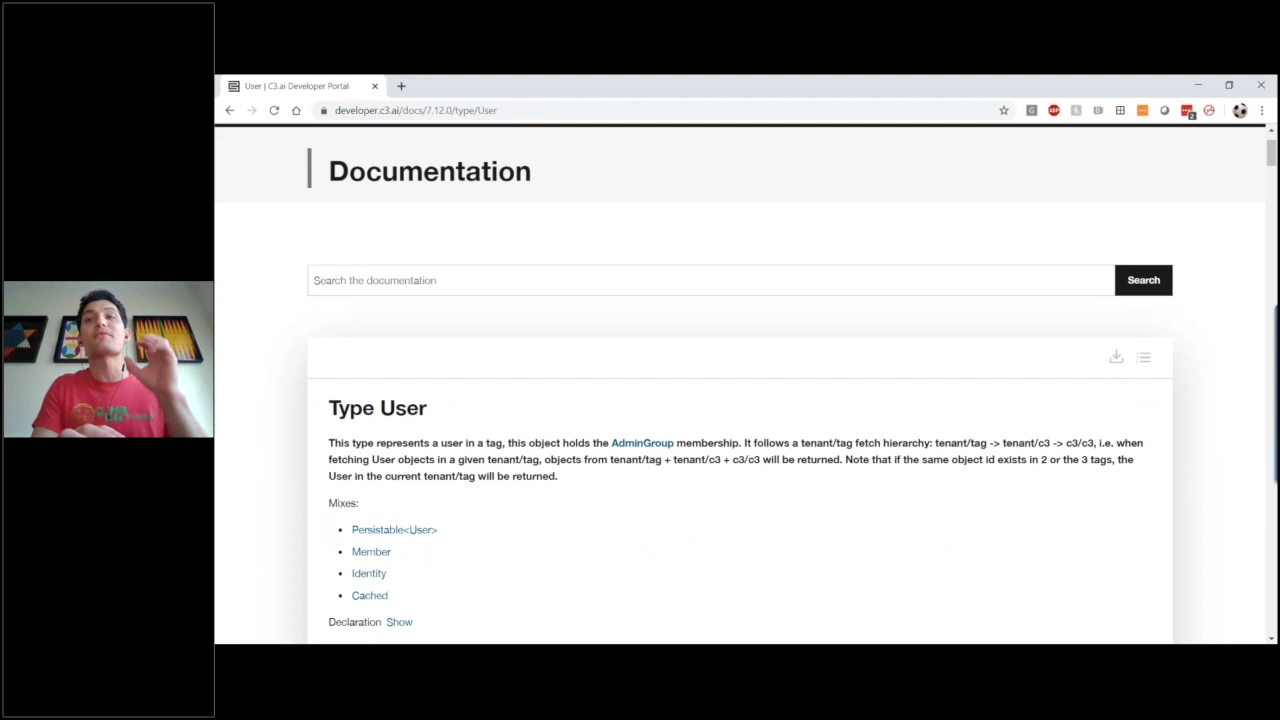 User | C3.ai Developer Portal
developer.c3.ai/docs/7.12.0/type/User
Documentation
Search the documentation
Search
Type User
This type represents a user in a tag, this object holds the AdminGroup membership. It follows a tenant/tag fetch hierarchy: tenant/tag -> tenant/c3 -> c3/c3, i.e. when
fetching User objects in a given tenant/tag, objects from tenant/tag + tenant/c3 + c3/c3 will be returned. Note that if the same object id exists in 2 or the 3 tags, the
User in the current tenant/tag will be returned.
Mixes:
Persistable<User>
Member
Identity
Cached
Declaration Show